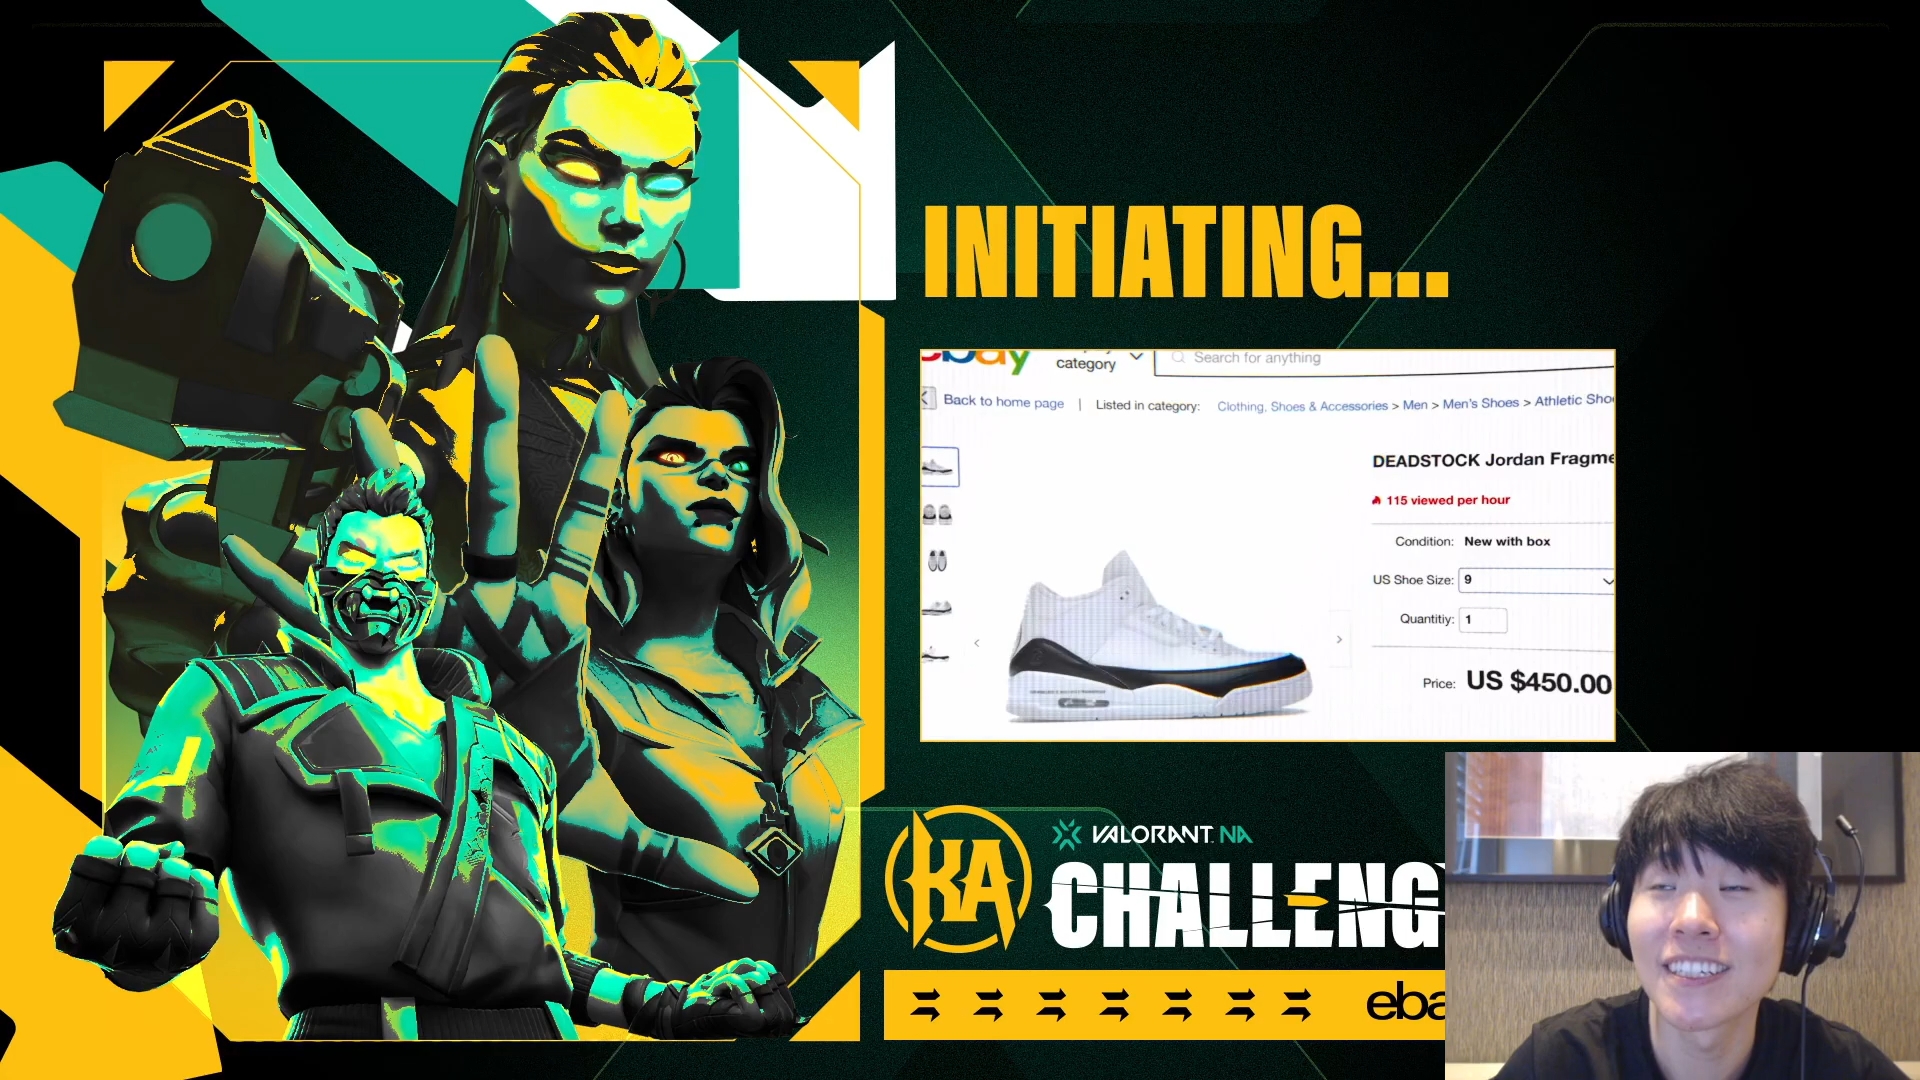 INITIATING...
ebay
category
Search for anything
Back to home page | Listed in category: Clothing, Shoes & Accessories > Men > Men's Shoes > Athletic Sho
DEADSTOCK Jordan Fragme
115 viewed per hour
Condition: New with box
US Shoe Size: 9
Quantitiy: 1
Price: US $450.00
KA
VALORANT NA
CHALLENG
eba